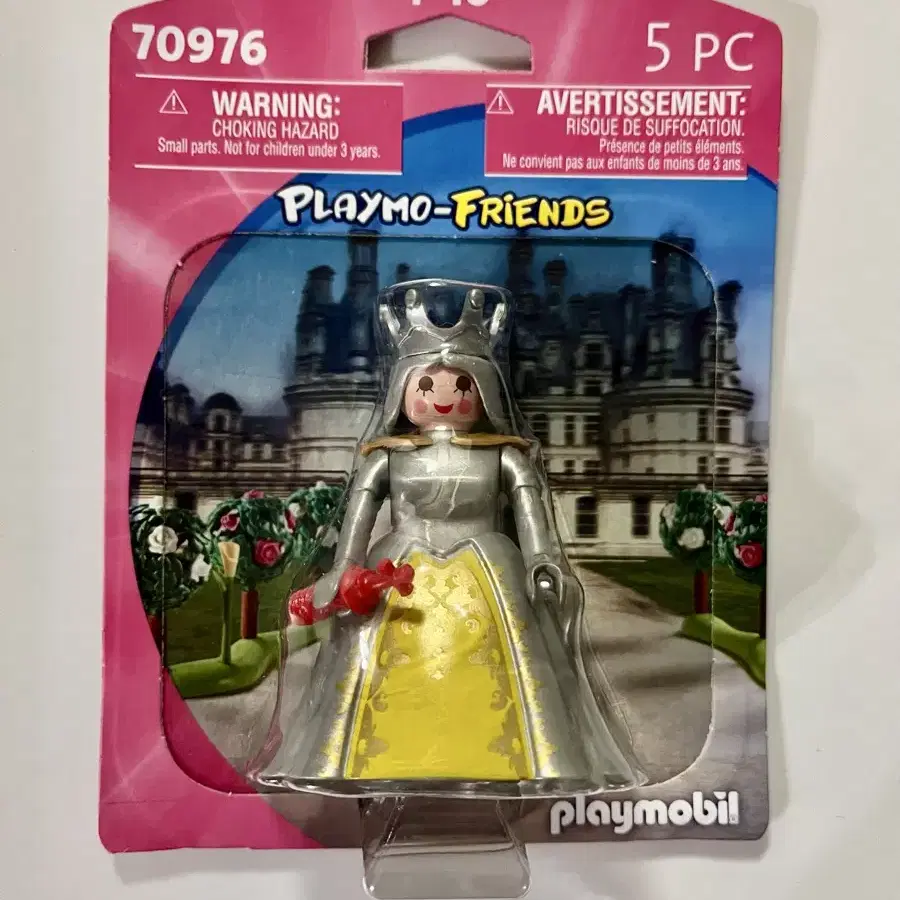 70976
5 PC
WARNING:
CHOKING HAZARD
Small parts. Not for children under 3 years.
AVERTISSEMENT:
RISQUE DE SUFFOCATION.
Présence de petits éléments.
Ne convient pas aux enfants de moins de 3 ans.
PLAYMO-FRIENDS
playmobil